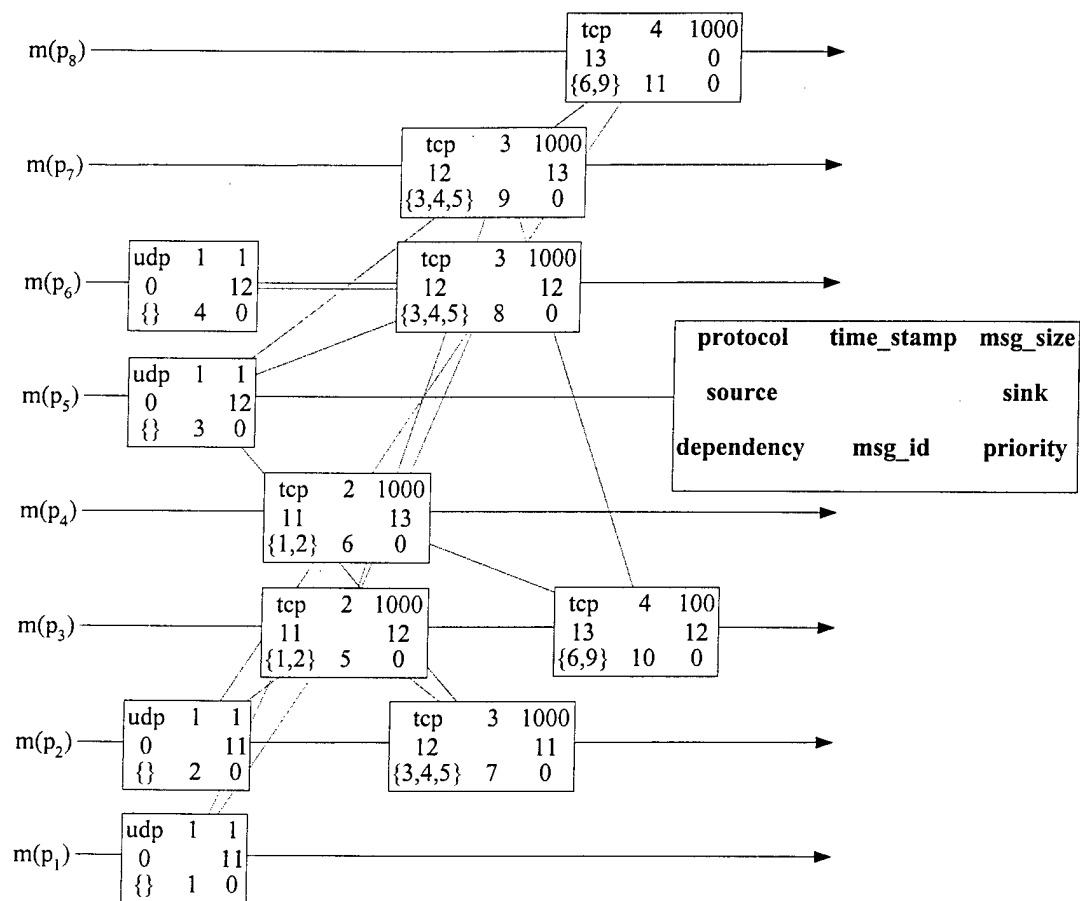 m(p8)
tcp 4 1000
13 0
{6,9} 11 0
m(p7)
tcp 3 1000
12 13
{3,4,5} 9 0
m(p6)
udp 1 1
0 12
{} 4 0
tcp 3 1000
12 12
{3,4,5} 8 0
m(p5)
udp 1 1
0 12
{} 3 0
protocol time_stamp msg_size
source sink
dependency msg_id priority
m(p4)
tcp 2 1000
11 13
{1,2} 6 0
m(p3)
tcp 2 1000
11 12
{1,2} 5 0
tcp 4 100
13 12
{6,9} 10 0
m(p2)
udp 1 1
0 11
{} 2 0
tcp 3 1000
12 11
{3,4,5} 7 0
m(p1)
udp 1 1
0 11
{} 1 0